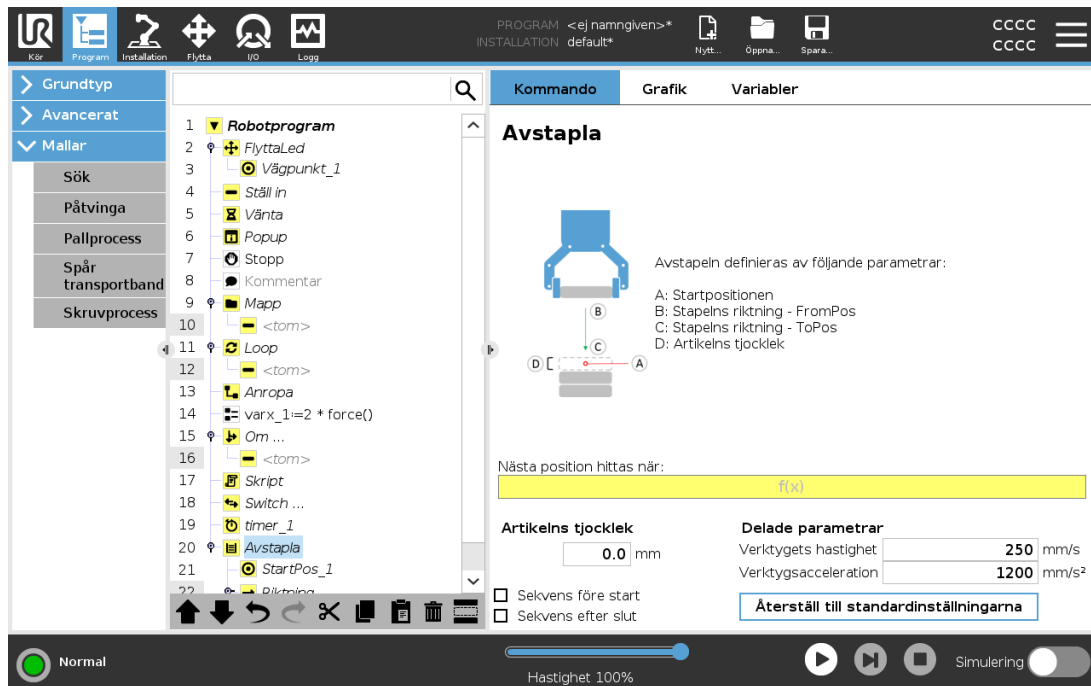 UR
PROGRAM <ej namngiven>*
INSTALLATION default*
CCCC
CCCC
Kör
Program
Installation
Flytta
I/O
Logg
Nytt...
Öppna...
Spara...
Grundtyp
Avancerat
Mallar
Sök
Påtvinga
Pallprocess
Spår
transportband
Skruvprocess
1 Robotprogram
2 FlyttaLed
3 Vägpunkt_1
4 Ställ in
5 Vänta
6 Popup
7 Stopp
8 Kommentar
9 Mapp
10 <tom>
11 Loop
12 <tom>
13 Anropa
14 varx_1:=2 * force()
15 Om ...
16 <tom>
17 Skript
18 Switch ...
19 timer_1
20 Avstapla
21 StartPos_1
22 Riktning
Kommando
Grafik
Variabler
Avstapla
B
C
D
A
Avstapeln definieras av följande parametrar:
A: Startpositionen
B: Stapelns riktning - FromPos
C: Stapelns riktning - ToPos
D: Artikelns tjocklek
Nästa position hittas när:
f(x)
Artikelns tjocklek
0.0 mm
Sekvens före start
Sekvens efter slut
Delade parametrar
Verktygets hastighet 250 mm/s
Verktygsacceleration 1200 mm/s²
Återställ till standardinställningarna
Normal
Hastighet 100%
Simulering